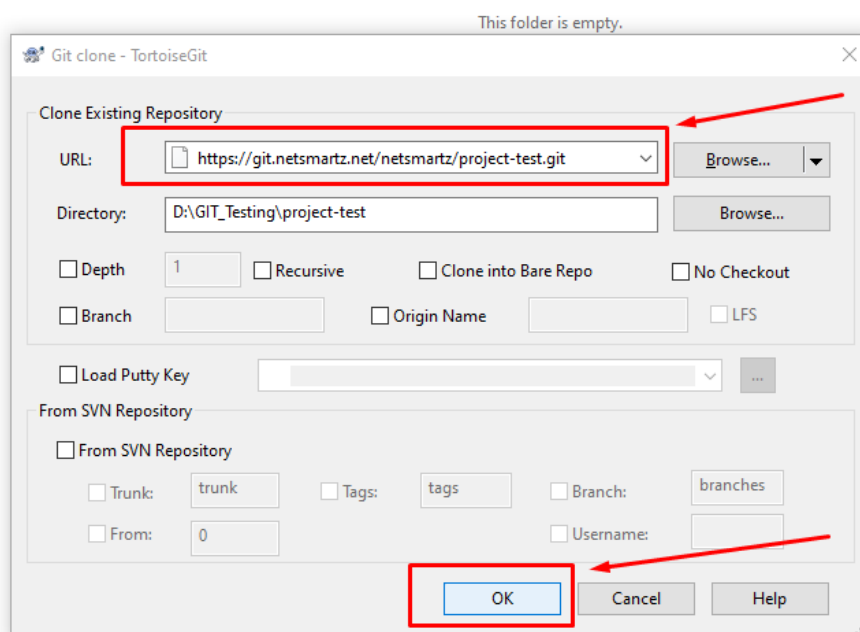 This folder is empty.
Git clone - TortoiseGit
Clone Existing Repository
URL: https://git.netsmartz.net/netsmartz/project-test.git Browse...
Directory: D:\GIT_Testing\project-test Browse...
Depth 1 Recursive Clone into Bare Repo No Checkout
Branch Origin Name LFS
Load Putty Key ...
From SVN Repository
From SVN Repository
Trunk: trunk Tags: tags Branch: branches
From: 0 Username:
OK Cancel Help